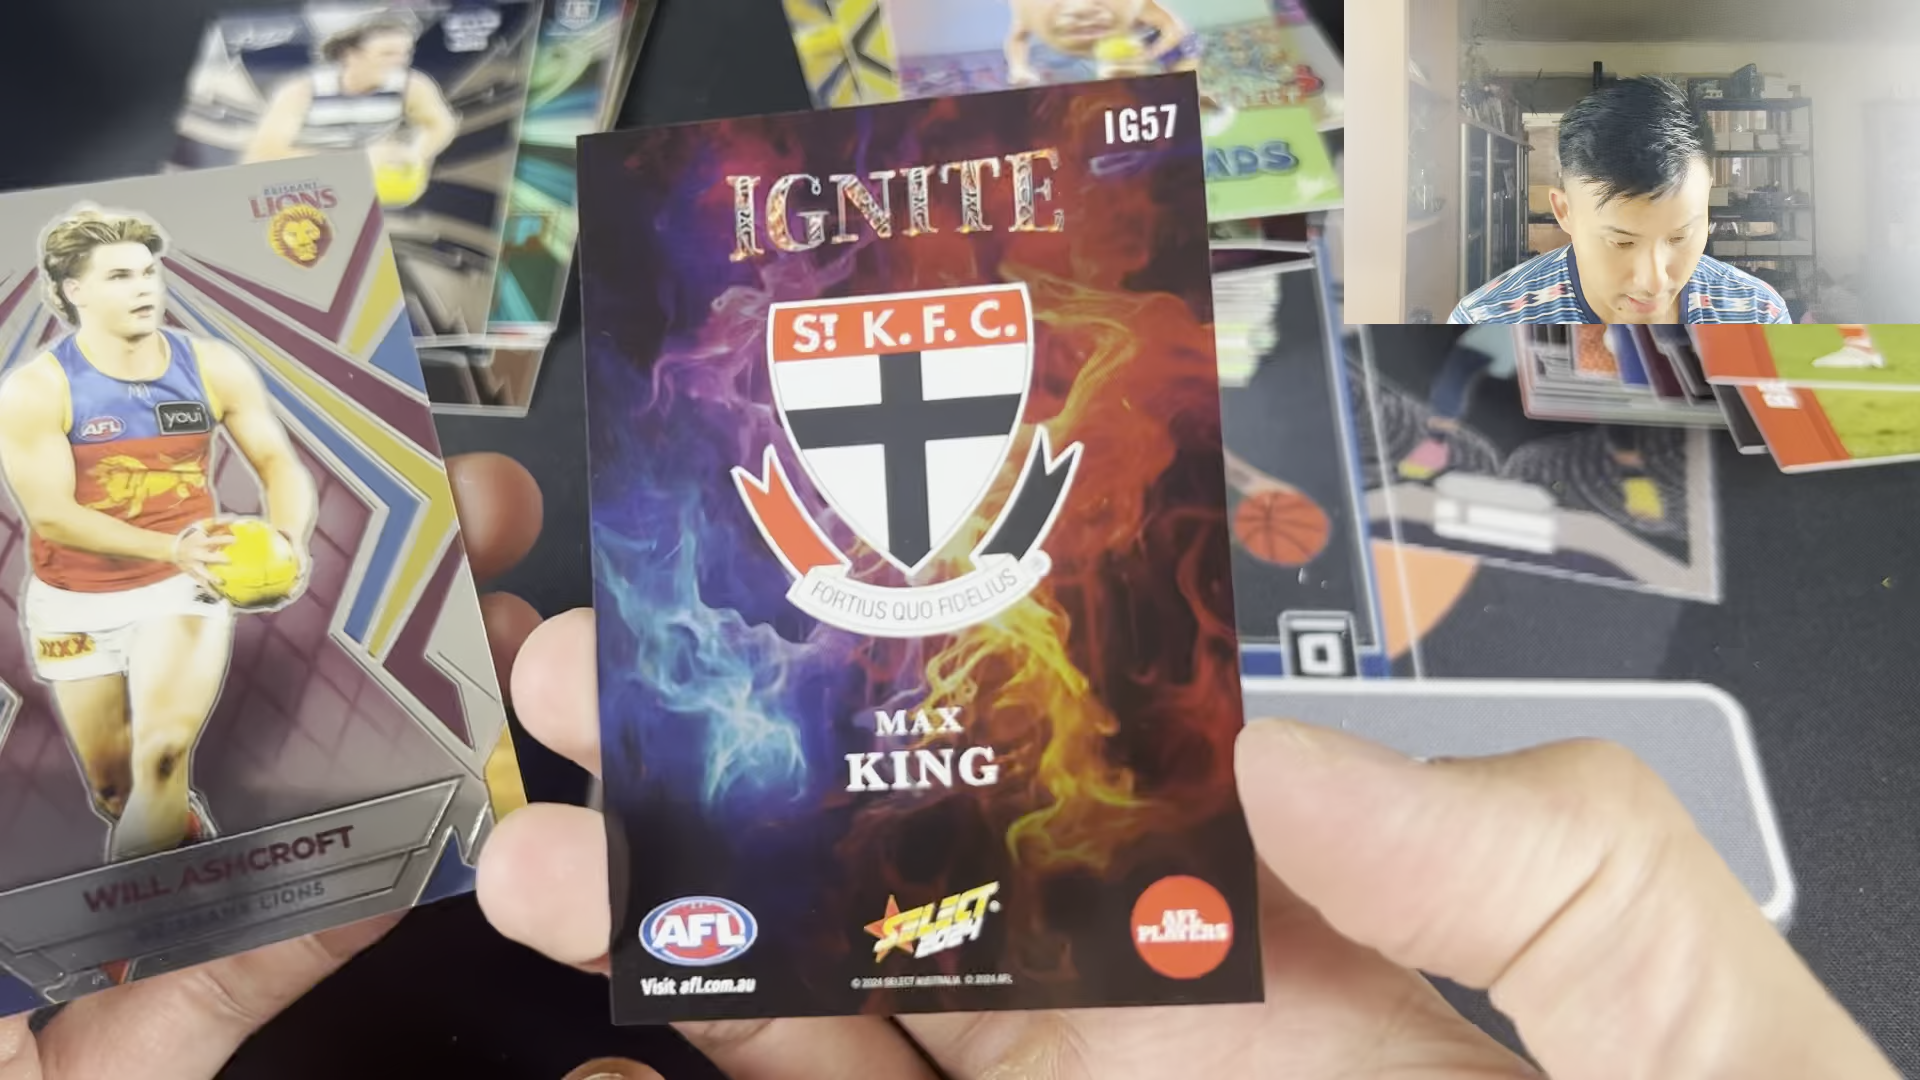 IG57
IGNITE
ST K. F. C.
FORTIUS QUO FIDELIUS
MAX
KING
AFL
Visit afl.com.au
SELECT
2024
© 2024 SELECT AUSTRALIA © 2024 AFL
AFL
PLAYERS
BRISBANE
LIONS
AFL
youi
XXXX
WILL ASHCROFT
BRISBANE LIONS